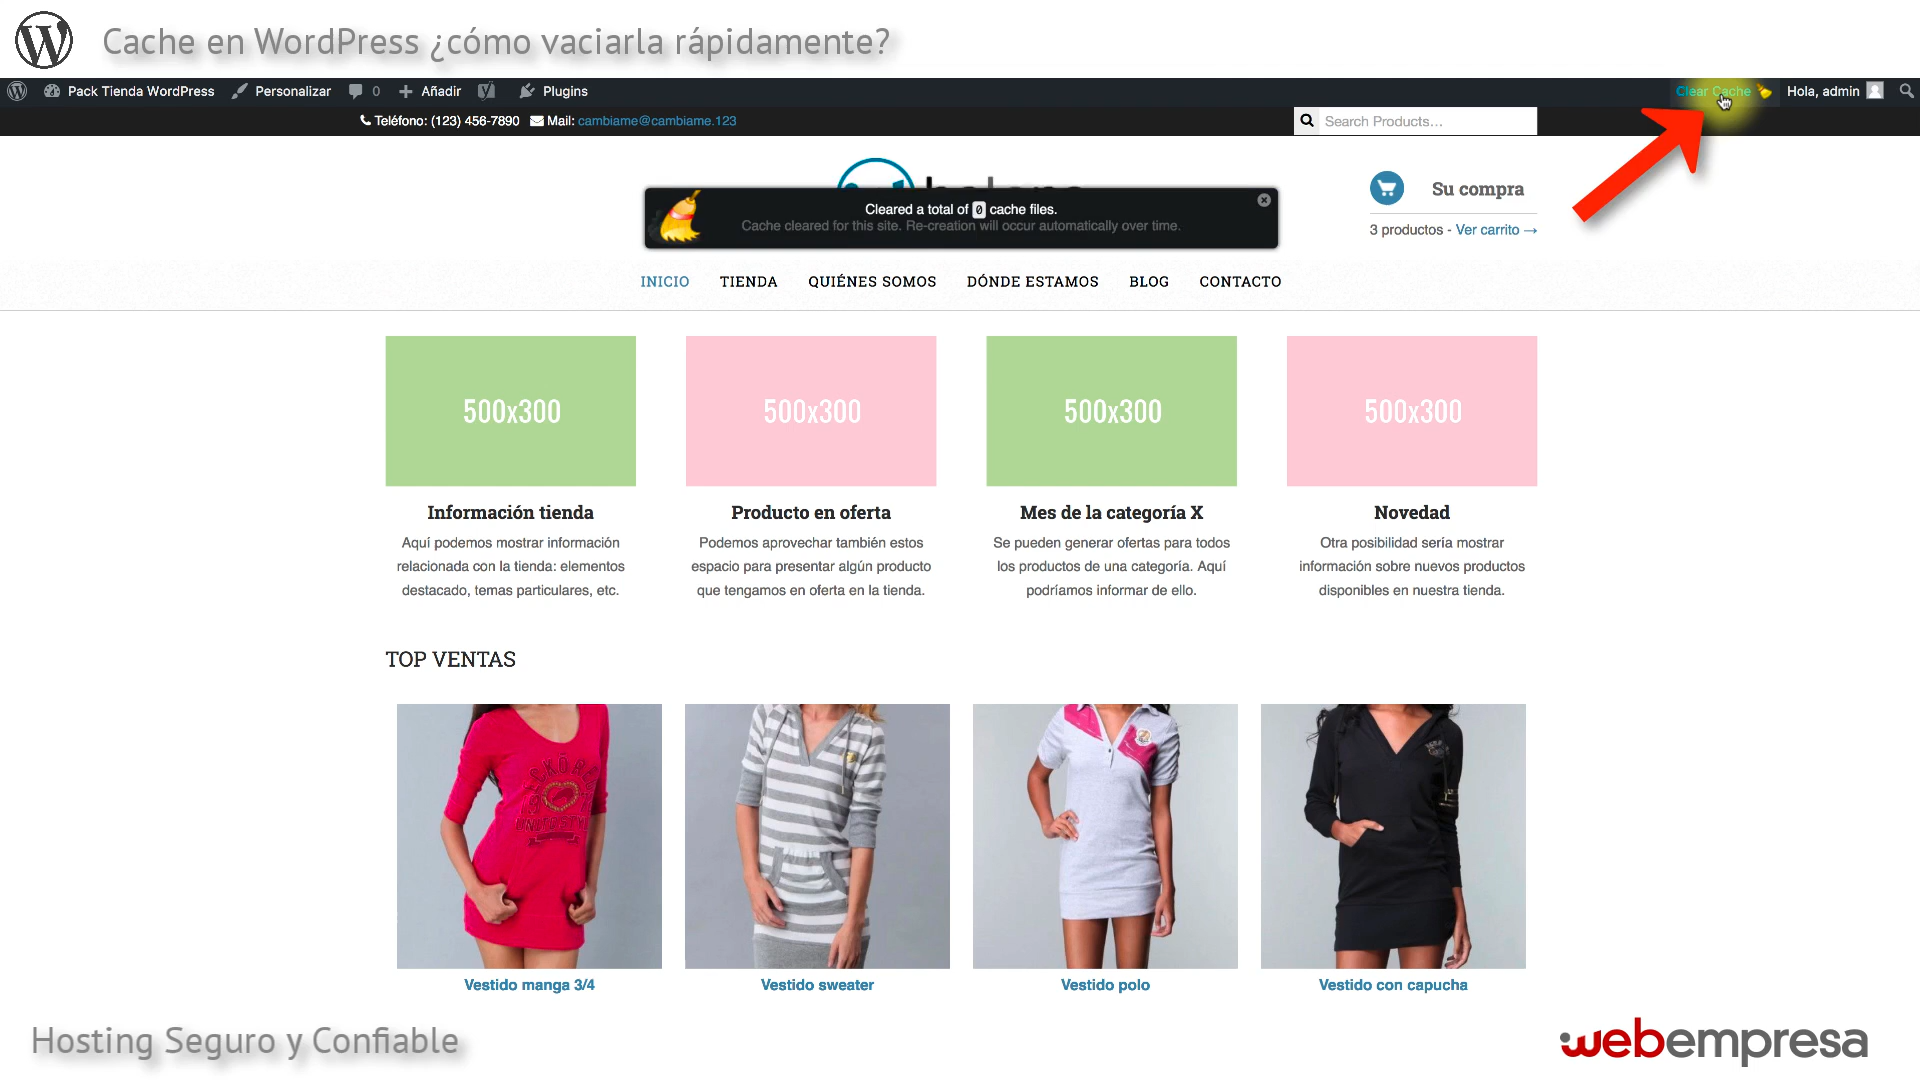 Cache en WordPress ¿cómo vaciarla rápidamente?
Pack Tienda WordPress Personalizar 0 Añadir Plugins Clear Cache Hola, admin
Teléfono: (123) 456-7890 Mail: cambiame@cambiame.123 Search Products...
Cleared a total of 0 cache files.
Cache cleared for this site. Re-creation will occur automatically over time.
Su compra
3 productos - Ver carrito →
INICIO TIENDA QUIÉNES SOMOS DÓNDE ESTAMOS BLOG CONTACTO
500x300 500x300 500x300 500x300
Información tienda
Aquí podemos mostrar información
relacionada con la tienda: elementos
destacado, temas particulares, etc.
Producto en oferta
Podemos aprovechar también estos
espacio para presentar algún producto
que tengamos en oferta en la tienda.
Mes de la categoría X
Se pueden generar ofertas para todos
los productos de una categoría. Aquí
podríamos informar de ello.
Novedad
Otra posibilidad sería mostrar
información sobre nuevos productos
disponibles en nuestra tienda.
TOP VENTAS
Vestido manga 3/4 Vestido sweater Vestido polo Vestido con capucha
Hosting Seguro y Confiable
webempresa